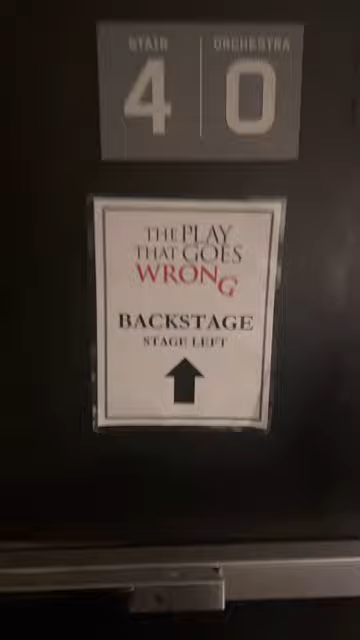 STAIR ORCHESTRA
4 0
THE PLAY
THAT GOES
WRONG
BACKSTAGE
STAGE LEFT